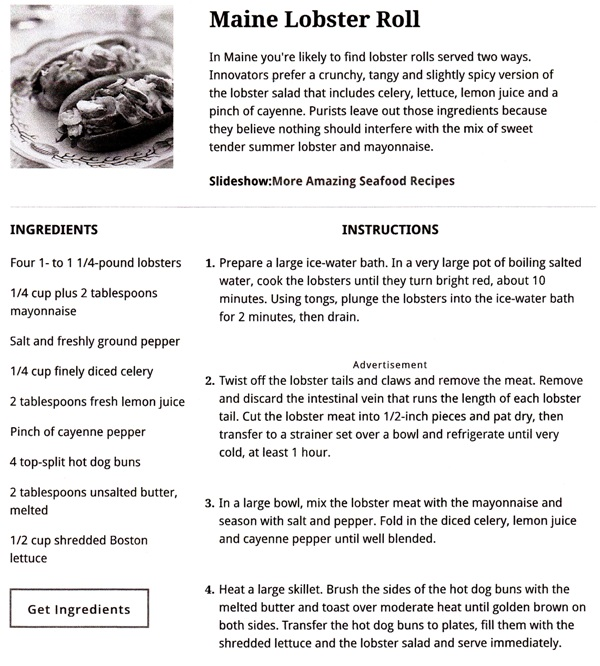 Maine Lobster Roll
In Maine you're likely to find lobster rolls served two ways.
Innovators prefer a crunchy, tangy and slightly spicy version of
the lobster salad that includes celery, lettuce, lemon juice and a
pinch of cayenne. Purists leave out those ingredients because
they believe nothing should interfere with the mix of sweet
tender summer lobster and mayonnaise.
Slideshow:More Amazing Seafood Recipes
INGREDIENTS
Four 1- to 1 1/4-pound lobsters
1/4 cup plus 2 tablespoons
mayonnaise
Salt and freshly ground pepper
1/4 cup finely diced celery
2 tablespoons fresh lemon juice
Pinch of cayenne pepper
4 top-split hot dog buns
2 tablespoons unsalted butter,
melted
1/2 cup shredded Boston
lettuce
Get Ingredients
INSTRUCTIONS
1. Prepare a large ice-water bath. In a very large pot of boiling salted
water, cook the lobsters until they turn bright red, about 10
minutes. Using tongs, plunge the lobsters into the ice-water bath
for 2 minutes, then drain.
Advertisement
2. Twist off the lobster tails and claws and remove the meat. Remove
and discard the intestinal vein that runs the length of each lobster
tail. Cut the lobster meat into 1/2-inch pieces and pat dry, then
transfer to a strainer set over a bowl and refrigerate until very
cold, at least 1 hour.
3. In a large bowl, mix the lobster meat with the mayonnaise and
season with salt and pepper. Fold in the diced celery, lemon juice
and cayenne pepper until well blended.
4. Heat a large skillet. Brush the sides of the hot dog buns with the
melted butter and toast over moderate heat until golden brown on
both sides. Transfer the hot dog buns to plates, fill them with the
shredded lettuce and the lobster salad and serve immediately.